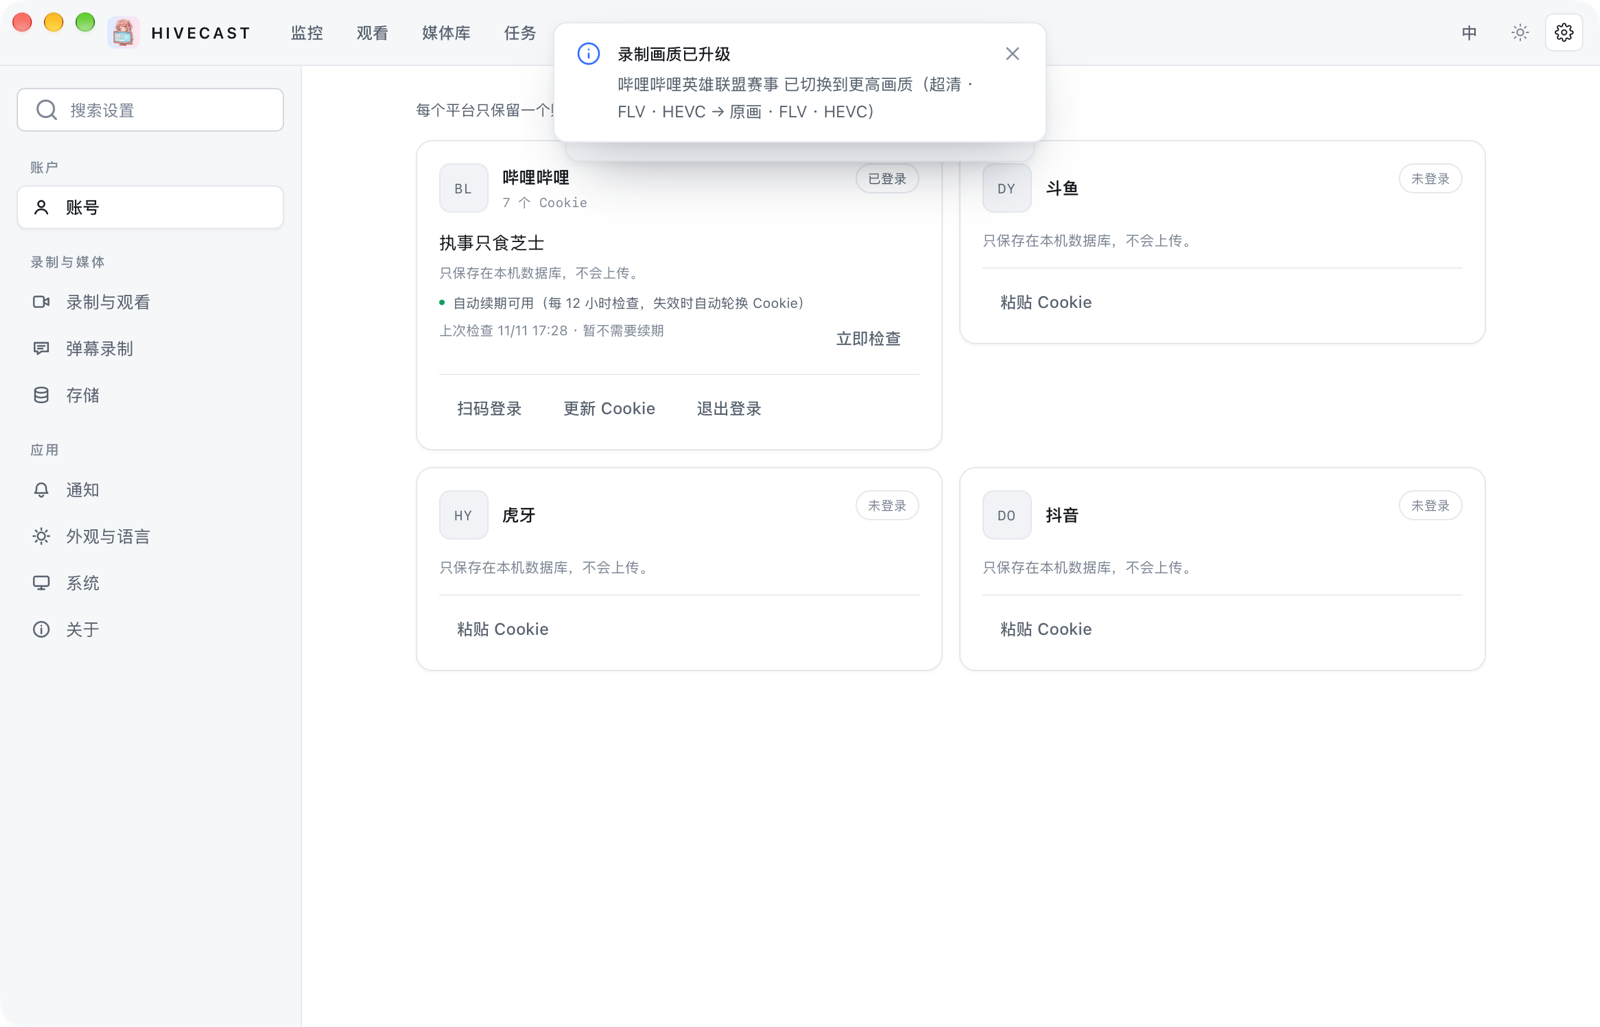 HIVECAST 监控 观看 媒体库 任务 中
录制画质已升级
哔哩哔哩英雄联盟赛事 已切换到更高画质（超清 ·
FLV · HEVC → 原画 · FLV · HEVC）
搜索设置
账户
账号
录制与媒体
录制与观看
弹幕录制
存储
应用
通知
外观与语言
系统
关于
每个平台只保留一个
BL 哔哩哔哩 已登录
7 个 Cookie
执事只食芝士
只保存在本机数据库，不会上传。
自动续期可用（每 12 小时检查，失效时自动轮换 Cookie）
上次检查 11/11 17:28 · 暂不需要续期
立即检查
扫码登录 更新 Cookie 退出登录
DY 斗鱼 未登录
只保存在本机数据库，不会上传。
粘贴 Cookie
HY 虎牙 未登录
只保存在本机数据库，不会上传。
粘贴 Cookie
DO 抖音 未登录
只保存在本机数据库，不会上传。
粘贴 Cookie